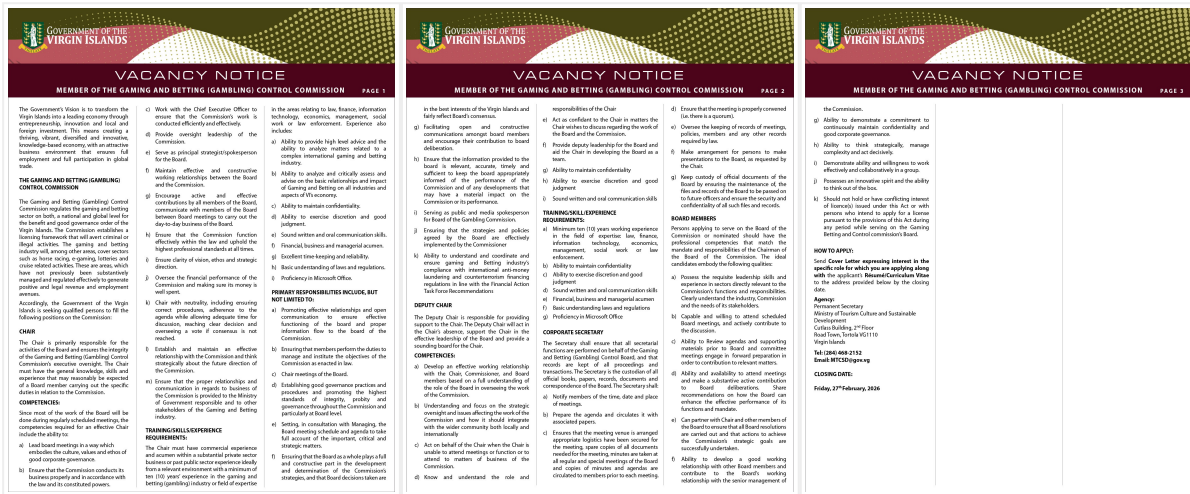 GOVERNMENT OF THE
VIRGIN ISLANDS
VACANCY NOTICE
MEMBER OF THE GAMING AND BETTING (GAMBLING) CONTROL COMMISSION PAGE 1
The Government's Vision is to transform the
Virgin Islands into a leading economy through
entrepreneurship, innovation and local and
foreign investment. This means creating a
thriving, vibrant, diversified and innovative,
knowledge-based economy, with an attractive
business environment that ensures full
employment and full participation in global
trade.
THE GAMING AND BETTING (GAMBLING)
CONTROL COMMISSION
The Gaming and Betting (Gambling) Control
Commission regulates the gaming and betting
sector on both, a national and global level for
the benefit and good governance order of the
Virgin Islands. The Commission establishes a
licensing framework that will avert criminal or
illegal activities. The gaming and betting
industry will, among other areas, cover sectors
such as horse racing, e-gaming, lotteries and
cruise related activities. These are areas, which
have not previously been substantively
managed and regulated effectively to generate
positive and legal revenue and employment
avenues.
Accordingly, the Government of the Virgin
Islands is seeking qualified persons to fill the
following positions on the Commission:
CHAIR
The Chair is primarily responsible for the
activities of the Board and ensures the integrity
of the Gaming and Betting (Gambling) Control
Commission's executive oversight. The Chair
must have the general knowledge, skills and
experience that may reasonably be expected
of a Board member carrying out the specific
duties in relation to the Commission.
COMPETENCIES:
Since most of the work of the Board will be
done during regularly scheduled meetings, the
competencies required for an effective Chair
include the ability to:
a) Lead board meetings in a way which
embodies the culture, values and ethos
of good corporate governance.
b) Ensure that the Commission conducts its
business properly and in accordance with
the law and its constituted powers.
c) Work with the Chief Executive Officer to
ensure that the Commission's work is
conducted efficiently and effectively.
d) Provide oversight leadership of the
Commission.
e) Serve as principal strategist/spokesperson
for the Board.
f) Maintain effective and constructive
working relationships between the Board
and the Commission.
g) Encourage active and effective
contributions by all members of the Board,
communicate with members of the Board
between Board meetings to carry out the
day-to-day business of the Board.
h) Ensure that the Commission function
effectively within the law and uphold the
highest professional standards at all times.
i) Ensure clarity of vision, ethos and strategic
direction.
j) Oversee the financial performance of the
Commission and making sure its money is
well spent.
k) Chair with neutrality, including ensuring
correct procedures, adherence to the
agenda while allowing adequate time for
discussion, reaching clear decision and
overseeing a vote if consensus is not
reached.
l) Establish and maintain an effective
relationship with the Commission and think
strategically about the future direction of
the Commission.
m) Ensure that the proper relationships and
communication in regards to business of
the Commission is provided to the Ministry
of Government responsible and to other
stakeholders of the Gaming and Betting
industry.
TRAINING/SKILLS/EXPERIENCE
REQUIREMENTS:
The Chair must have commercial experience
and acumen within a substantial private sector
business or past public sector experience ideally
from a relevant environment with a minimum of
ten (10) years' experience in the gaming and
betting (gambling) industry or field of expertise
in the areas relating to law, finance, information
technology, economics, management, social
work or law enforcement. Experience also
includes:
a) Ability to provide high level advice and the
ability to analyze matters related to a
complex international gaming and betting
industry.
b) Ability to analyze and critically assess and
advise on the basic relationships and impact
of Gaming and Betting on all industries and
aspects of VI's economy.
c) Ability to maintain confidentiality.
d) Ability to exercise discretion and good
judgment.
e) Sound written and oral communication skills.
f) Financial, business and managerial acumen.
g) Excellent time-keeping and reliability.
h) Basic understanding of laws and regulations.
i) Proficiency in Microsoft Office.
PRIMARY RESPONSIBILITIES INCLUDE, BUT
NOT LIMITED TO:
a) Promoting effective relationships and open
communication to ensure effective
functioning of the board and proper
information flow to the board of the
Commission.
b) Ensuring that members perform the duties to
manage and institute the objectives of the
Commission as enacted in law.
c) Chair meetings of the Board.
d) Establishing good governance practices and
procedures and promoting the highest
standards of integrity, probity and
governance throughout the Commission and
particularly at Board level.
e) Setting, in consultation with Managing, the
Board meeting schedule and agenda to take
full account of the important, critical and
strategic matters.
f) Ensuring that the Board as a whole plays a full
and constructive part in the development
and determination of the Commission's
strategies, and that Board decisions taken are
GOVERNMENT OF THE
VIRGIN ISLANDS
VACANCY NOTICE
MEMBER OF THE GAMING AND BETTING (GAMBLING) CONTROL COMMISSION PAGE 2
in the best interests of the Virgin Islands and
fairly reflect Board's consensus.
g) Facilitating open and constructive
communications amongst board members
and encourage their contribution to board
deliberation.
h) Ensure that the information provided to the
board is relevant, accurate, timely and
sufficient to keep the board appropriately
informed of the performance of the
Commission and of any developments that
may have a material impact on the
Commission or its performance.
i) Serving as public and media spokesperson
for Board of the Gambling Commission.
j) Ensuring that the strategies and policies
agreed by the Board are effectively
implemented by the Commissioner
k) Ability to understand and coordinate and
ensure gaming and Betting Industry's
compliance with international anti-money
laundering and counterterrorism financing
regulations in line with the Financial Action
Task Force Recommendations
DEPUTY CHAIR
The Deputy Chair is responsible for providing
support to the Chair. The Deputy Chair will act in
the Chair's absence, support the Chair in the
effective leadership of the Board and provide a
sounding board for the Chair.
COMPETENCIES:
a) Develop an effective working relationship
with the Chair, Commissioner, and Board
members based on a full understanding of
the role of the Board in overseeing the work
of the Commission.
b) Understanding and focus on the strategic
oversight and issues affecting the work of the
Commission and how it should integrate
with the wider community both locally and
internationally
c) Act on behalf of the Chair when the Chair is
unable to attend meetings or function or to
attend to matters of business of the
Commission.
d) Know and understand the role and
responsibilities of the Chair
e) Act as confidant to the Chair in matters the
Chair wishes to discuss regarding the work of
the Board and the Commission.
f) Provide deputy leadership for the Board and
and the Chair in developing the Board as a
team.
g) Ability to maintain confidentiality
h) Ability to exercise discretion and good
judgment
i) Sound written and oral communication skills
TRAINING/SKILL/EXPERIENCE
REQUIREMENTS:
a) Minimum ten (10) years working experience
in the field of expertise: law, finance,
information technology, economics,
management, social work or law
enforcement.
b) Ability to maintain confidentiality
c) Ability to exercise discretion and good
judgment
d) Sound written and oral communication skills
e) Financial, business and managerial acumen
f) Basic understanding laws and regulations
g) Proficiency in Microsoft Office
CORPORATE SECRETARY
The Secretary shall ensure that all secretarial
functions are performed on behalf of the Gaming
and Betting (Gambling) Control Board, and that
records are kept of all proceedings and
transactions. The Secretary is the custodian of all
official books, papers, records, documents and
correspondence of the Board. The Secretary shall:
a) Notify members of the time, date and place
of meetings.
b) Prepare the agenda and circulates it with
associated papers.
c) Ensures that the meeting venue is arranged
appropriate logistics have been secured for
the meeting, spare copies of all documents
needed for the meeting, minutes are taken at
all regular and special meetings of the Board
and copies of minutes and agendas are
circulated to members prior to each meeting.
d) Ensure that the meeting is properly convened
(i.e. there is a quorum).
e) Oversee the keeping of records of meetings,
policies, members and any other records
required by law.
f) Make arrangement for persons to make
presentations to the Board, as requested by
the Chair.
g) Keep custody of official documents of the
Board by ensuring the maintenance of, the
files and records of the Board to be passed on
to future officers and ensure the security and
confidentiality of all such files and records.
BOARD MEMBERS
Persons applying to serve on the Board of the
Commission or nominated should have the
professional competencies that match the
mandate and responsibilities of the Chairman of
the Board of the Commission. The ideal
candidates embody the following qualities:
a) Possess the requisite leadership skills and
experience in sectors directly relevant to the
Commission's functions and responsibilities.
Clearly understand the industry, Commission
and the needs of its stakeholders.
b) Capable and willing to attend scheduled
Board meetings, and actively contribute to
the discussion.
c) Ability to Review agendas and supporting
materials prior to Board and committee
meetings engage in forward preparation in
order to contribution to relevant matters.
d) Ability and availability to attend meetings
and make a substantive active contribution
to Board deliberations. Share
recommendations on how the Board can
enhance the effective performance of its
functions and mandate.
e) Can partner with Chair and other members of
the Board to ensure that all Board resolutions
are carried out and that actions to achieve
the Commission's strategic goals are
successfully undertaken.
f) Ability to develop a good working
relationship with other Board Members and
contribute to the Board's working
relationship with the senior management of
GOVERNMENT OF THE
VIRGIN ISLANDS
VACANCY NOTICE
MEMBER OF THE GAMING AND BETTING (GAMBLING) CONTROL COMMISSION PAGE 3
the Commission.
g) Ability to demonstrate a commitment to
continously maintain confidentiality and
good corporate governance.
h) Ability to think strategically, manage
complexity and act decisively.
i) Demonstrate ability and willingness to work
effectively and collaboratively in a group.
j) Possesses an innovative spirit and the ability
to think out of the box.
k) Should not hold or have conflicting interest
of licence(s) issued under this Act or with
persons who intend to apply for a license
pursuant to the provisions of this Act during
any period while serving on the Gaming
and Betting Control commission's Board.
HOW TO APPLY:
Send Cover Letter expressing interest in the
specific role for which you are applying along
with the applicant's Résumé/Curriculum Vitae
to the address provided below by the closing
date.
Agency:
Permanent Secretary
Ministry of Tourism Culture and Sustainable
Development
Cutlass Building, 2nd Floor
Road Town, Tortola VG1110
Virgin Islands
Tel: (284) 468-2152
Email: MTCSD@gov.vg
CLOSING DATE:
Friday, 27th February, 2026